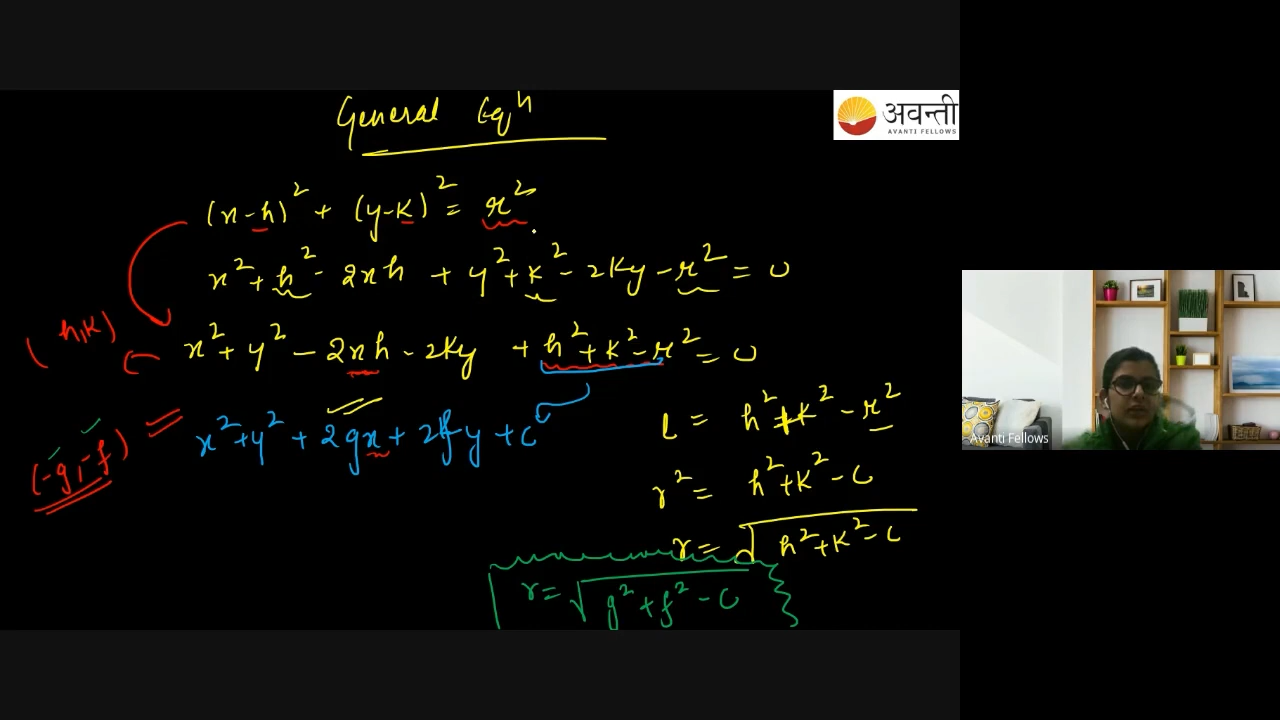 General Eqⁿ
अवन्ती
AVANTI FELLOWS
(x-h)² + (y-k)² = r²
x² + h² - 2xh + y² + k² - 2ky - r² = 0
(h,k)
x² + y² - 2xh - 2ky + h² + k² - r² = 0
(-g,-f)
x² + y² + 2gx + 2fy + c
c = h² + k² - r²
r² = h² + k² - c
r = √h² + k² - c
r = √g² + f² - c
Avanti Fellows